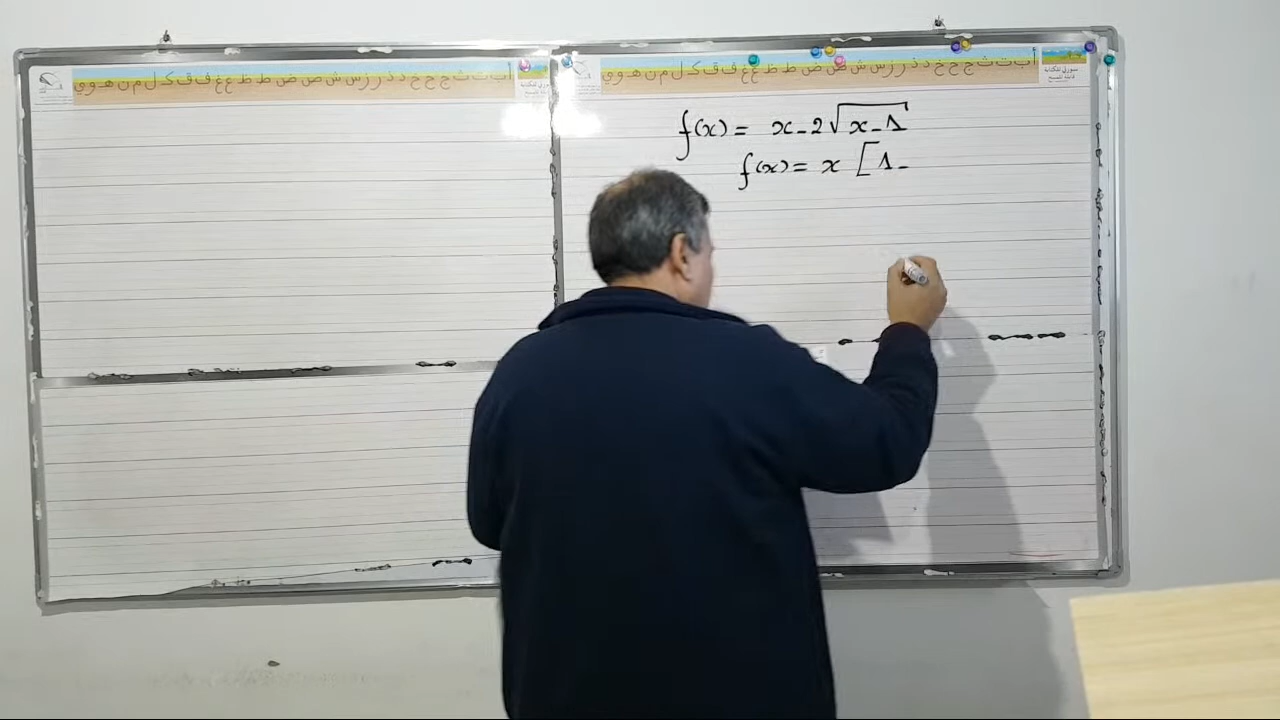 أ ب ت ث ج ح خ د ذ ر ز س ش ص ض ط ظ ع غ ف ق ك ل م ن هـ و ي
أ ب ت ث ج ح خ د ذ ر ز س ش ص ض ط ظ ع غ ف ق ك ل م ن هـ و ي
f(x) = x - 2√(x - 1)
f(x) = x [1 -